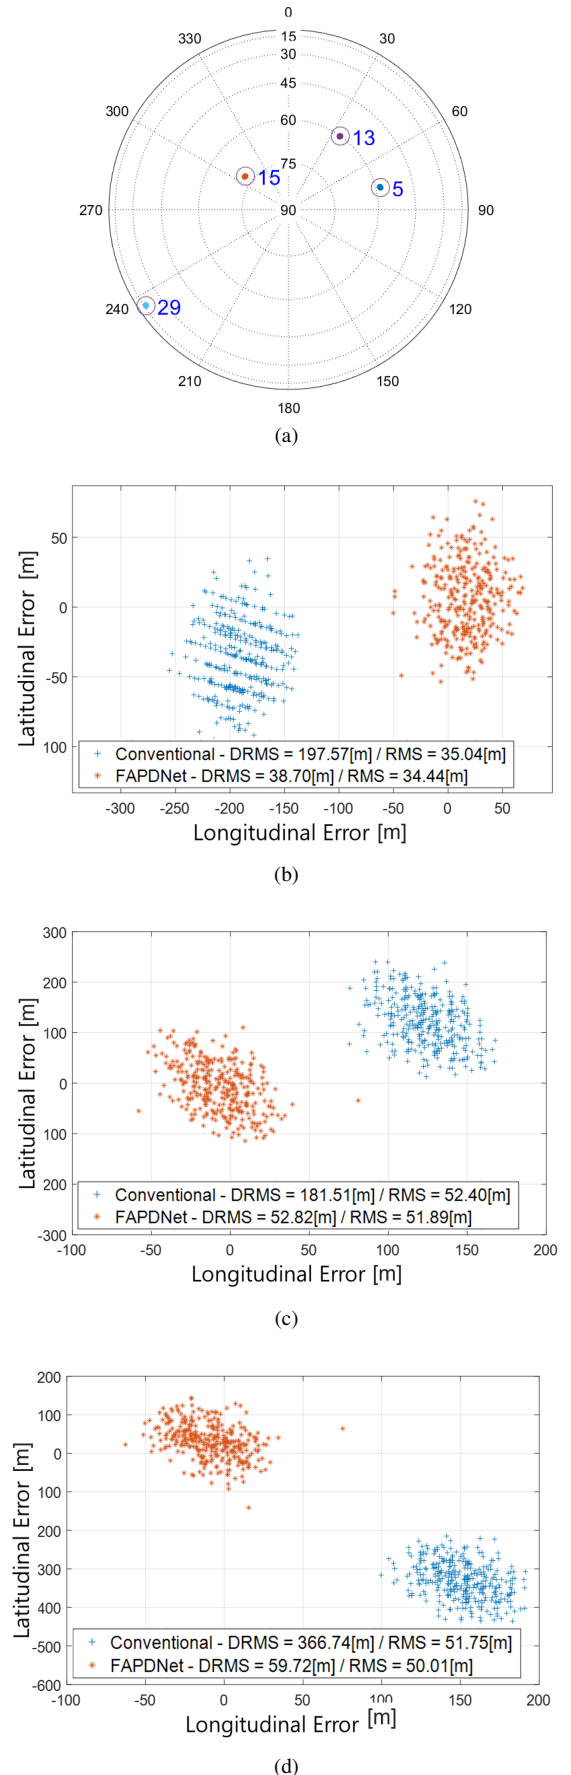 0
330 15 30
30
45
300 60 60
13
75
15 5
270 90 90
240 29 120
210 150
180
(a)
Latitudinal Error [m]
50
0
-50
100
+ Conventional - DRMS = 197.57[m] / RMS = 35.04[m]
* FAPDNet - DRMS = 38.70[m] / RMS = 34.44[m]
-300 -250 -200 -150 -100 -50 0 50
Longitudinal Error [m]
(b)
Latitudinal Error [m]
300
200
100
0
100
200
-300
+ Conventional - DRMS = 181.51[m] / RMS = 52.40[m]
* FAPDNet - DRMS = 52.82[m] / RMS = 51.89[m]
-100 -50 0 50 100 150 200
Longitudinal Error [m]
(c)
Latitudinal Error [m]
200
100
0
100
200
300
400
-500
-600
+ Conventional - DRMS = 366.74[m] / RMS = 51.75[m]
* FAPDNet - DRMS = 59.72[m] / RMS = 50.01[m]
-100 -50 0 50 100 150 200
Longitudinal Error [m]
(d)